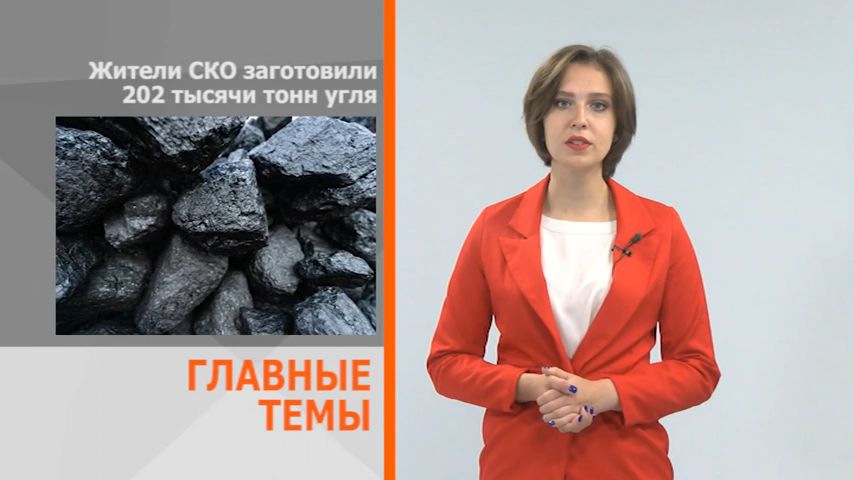 Жители СКО заготовили
202 тысячи тонн угля
ГЛАВНЫЕ
ТЕМЫ